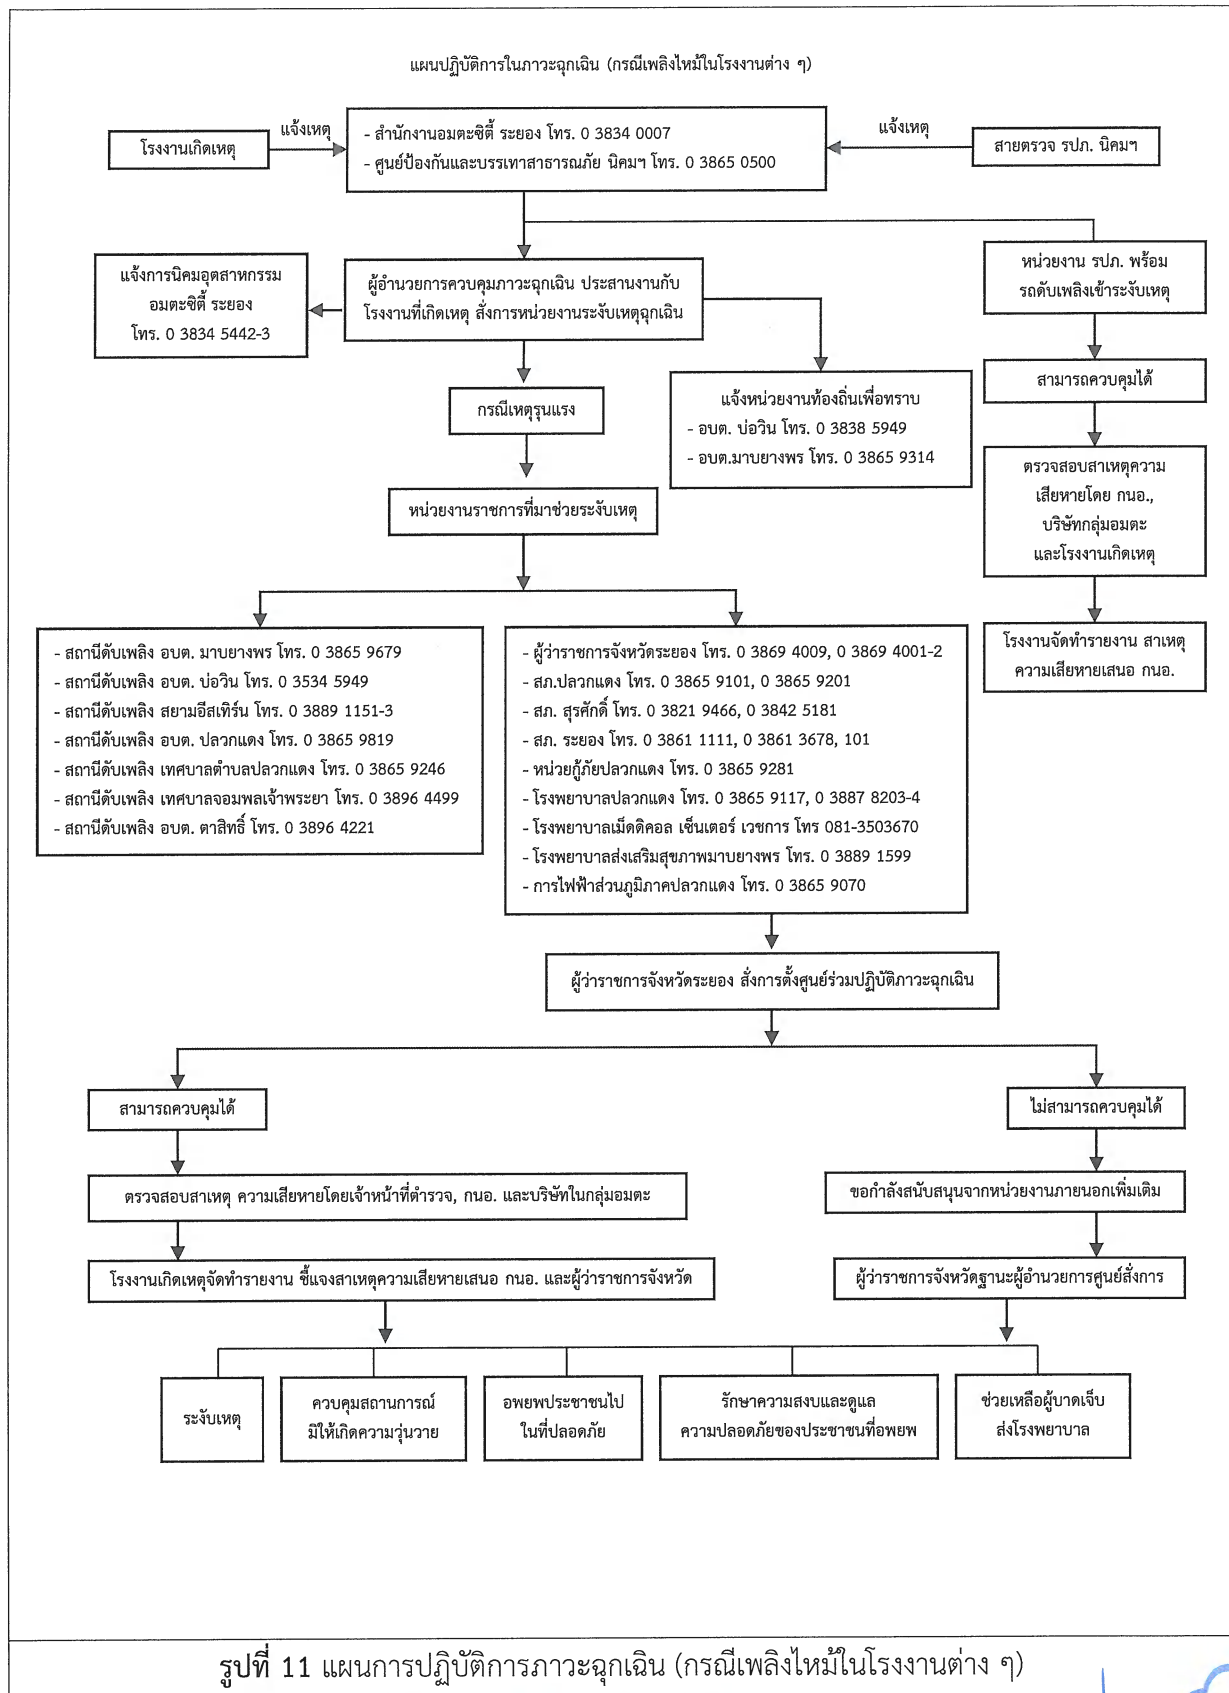 แผนปฏิบัติการในภาวะฉุกเฉิน (กรณีเพลิงไหม้ในโรงงานต่าง ๆ)
โรงงานเกิดเหตุ
แจ้งเหตุ
- สำนักงานอมตะซิตี้ ระยอง โทร. 0 3834 0007
- ศูนย์ป้องกันและบรรเทาสาธารณภัย นิคมฯ โทร. 0 3865 0500
แจ้งเหตุ
สายตรวจ รปภ. นิคมฯ
แจ้งการนิคมอุตสาหกรรม
อมตะซิตี้ ระยอง
โทร. 0 3834 5442-3
ผู้อำนวยการควบคุมภาวะฉุกเฉิน ประสานงานกับ
โรงงานที่เกิดเหตุ สั่งการหน่วยงานระงับเหตุฉุกเฉิน
หน่วยงาน รปภ. พร้อม
รถดับเพลิงเข้าระงับเหตุ
กรณีเหตุรุนแรง
แจ้งหน่วยงานท้องถิ่นเพื่อทราบ
- อบต. บ่อวิน โทร. 0 3838 5949
- อบต.มาบยางพร โทร. 0 3865 9314
สามารถควบคุมได้
หน่วยงานราชการที่มาช่วยระงับเหตุ
ตรวจสอบสาเหตุความ
เสียหายโดย กนอ.,
บริษัทกลุ่มอมตะ
และโรงงานเกิดเหตุ
โรงงานจัดทำรายงาน สาเหตุ
ความเสียหายเสนอ กนอ.
- สถานีดับเพลิง อบต. มาบยางพร โทร. 0 3865 9679
- สถานีดับเพลิง อบต. บ่อวิน โทร. 0 3534 5949
- สถานีดับเพลิง สยามอีสเทิร์น โทร. 0 3889 1151-3
- สถานีดับเพลิง อบต. ปลวกแดง โทร. 0 3865 9819
- สถานีดับเพลิง เทศบาลตำบลปลวกแดง โทร. 0 3865 9246
- สถานีดับเพลิง เทศบาลจอมพลเจ้าพระยา โทร. 0 3896 4499
- สถานีดับเพลิง อบต. ตาสิทธิ์ โทร. 0 3896 4221
- ผู้ว่าราชการจังหวัดระยอง โทร. 0 3869 4009, 0 3869 4001-2
- สภ.ปลวกแดง โทร. 0 3865 9101, 0 3865 9201
- สภ. สุรศักดิ์ โทร. 0 3821 9466, 0 3842 5181
- สภ. ระยอง โทร. 0 3861 1111, 0 3861 3678, 101
- หน่วยกู้ภัยปลวกแดง โทร. 0 3865 9281
- โรงพยาบาลปลวกแดง โทร. 0 3865 9117, 0 3887 8203-4
- โรงพยาบาลเม็ดดิคอล เซ็นเตอร์ เวชการ โทร 081-3503670
- โรงพยาบาลส่งเสริมสุขภาพมาบยางพร โทร. 0 3889 1599
- การไฟฟ้าส่วนภูมิภาคปลวกแดง โทร. 0 3865 9070
ผู้ว่าราชการจังหวัดระยอง สั่งการตั้งศูนย์ร่วมปฏิบัติภาวะฉุกเฉิน
สามารถควบคุมได้
ไม่สามารถควบคุมได้
ตรวจสอบสาเหตุ ความเสียหายโดยเจ้าหน้าที่ตำรวจ, กนอ. และบริษัทในกลุ่มอมตะ
ขอกำลังสนับสนุนจากหน่วยงานภายนอกเพิ่มเติม
โรงงานเกิดเหตุจัดทำรายงาน ชี้แจงสาเหตุความเสียหายเสนอ กนอ. และผู้ว่าราชการจังหวัด
ผู้ว่าราชการจังหวัดฐานะผู้อำนวยการศูนย์สั่งการ
ระงับเหตุ
ควบคุมสถานการณ์
มิให้เกิดความวุ่นวาย
อพยพประชาชนไป
ในที่ปลอดภัย
รักษาความสงบและดูแล
ความปลอดภัยของประชาชนที่อพยพ
ช่วยเหลือผู้บาดเจ็บ
ส่งโรงพยาบาล
รูปที่ 11 แผนการปฏิบัติการภาวะฉุกเฉิน (กรณีเพลิงไหม้ในโรงงานต่าง ๆ)